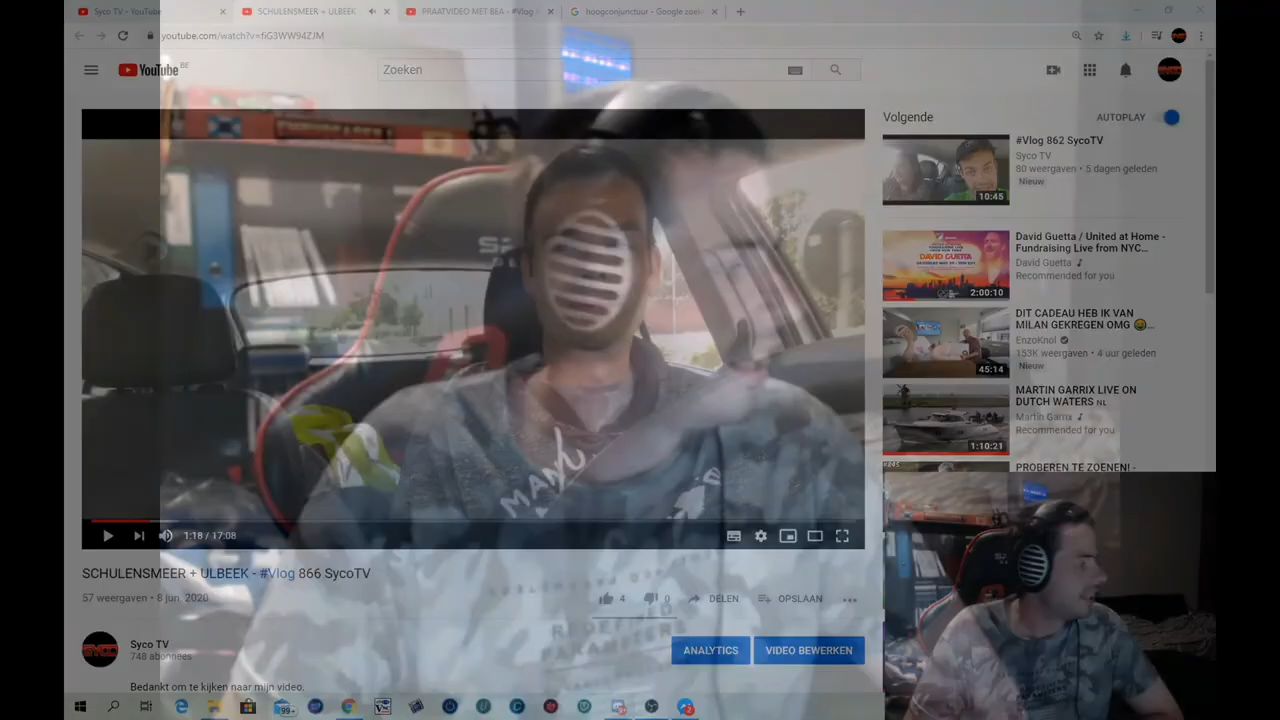 Syco TV - YouTube
SCHULENSMEER + ULBEEK
PRAATVIDEO MET BEA - #Vlog
hoogconjunctuur - Google
youtube.com/watch?v=fiG3WW94ZJM
YouTube BE
Zoeken
Volgende
AUTOPLAY
#Vlog 862 SycoTV
Syco TV
80 weergaven • 5 dagen geleden
Nieuw
10:45
David Guetta / United at Home -
Fundraising Live from NYC...
David Guetta
Recommended for you
DAVID GUETTA
2:00:10
DIT CADEAU HEB IK VAN
MILAN GEKREGEN OMG
EnzoKnol
153K weergaven • 4 uur geleden
Nieuw
45:14
MARTIN GARRIX LIVE ON
DUTCH WATERS NL
Martin Garrix
Recommended for you
1:10:21
PROBEREN TE ZOENEN! -
MANU
1:18 / 17:08
SCHULENSMEER + ULBEEK - #Vlog 866 SycoTV
57 weergaven • 8 jun. 2020
4
0
DELEN
OPSLAAN
Syco TV
748 abonnees
ANALYTICS
VIDEO BEWERKEN
Bedankt om te kijken naar mijn video.
99+